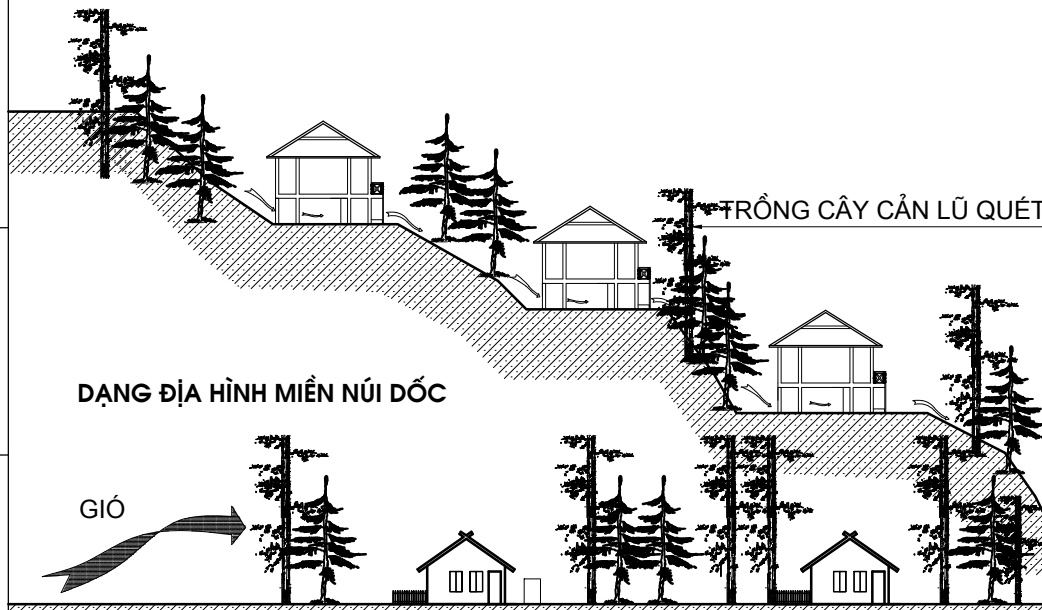 TRỒNG CÂY CẢN LŨ QUÉT
DẠNG ĐỊA HÌNH MIỀN NÚI DỐC
GIÓ